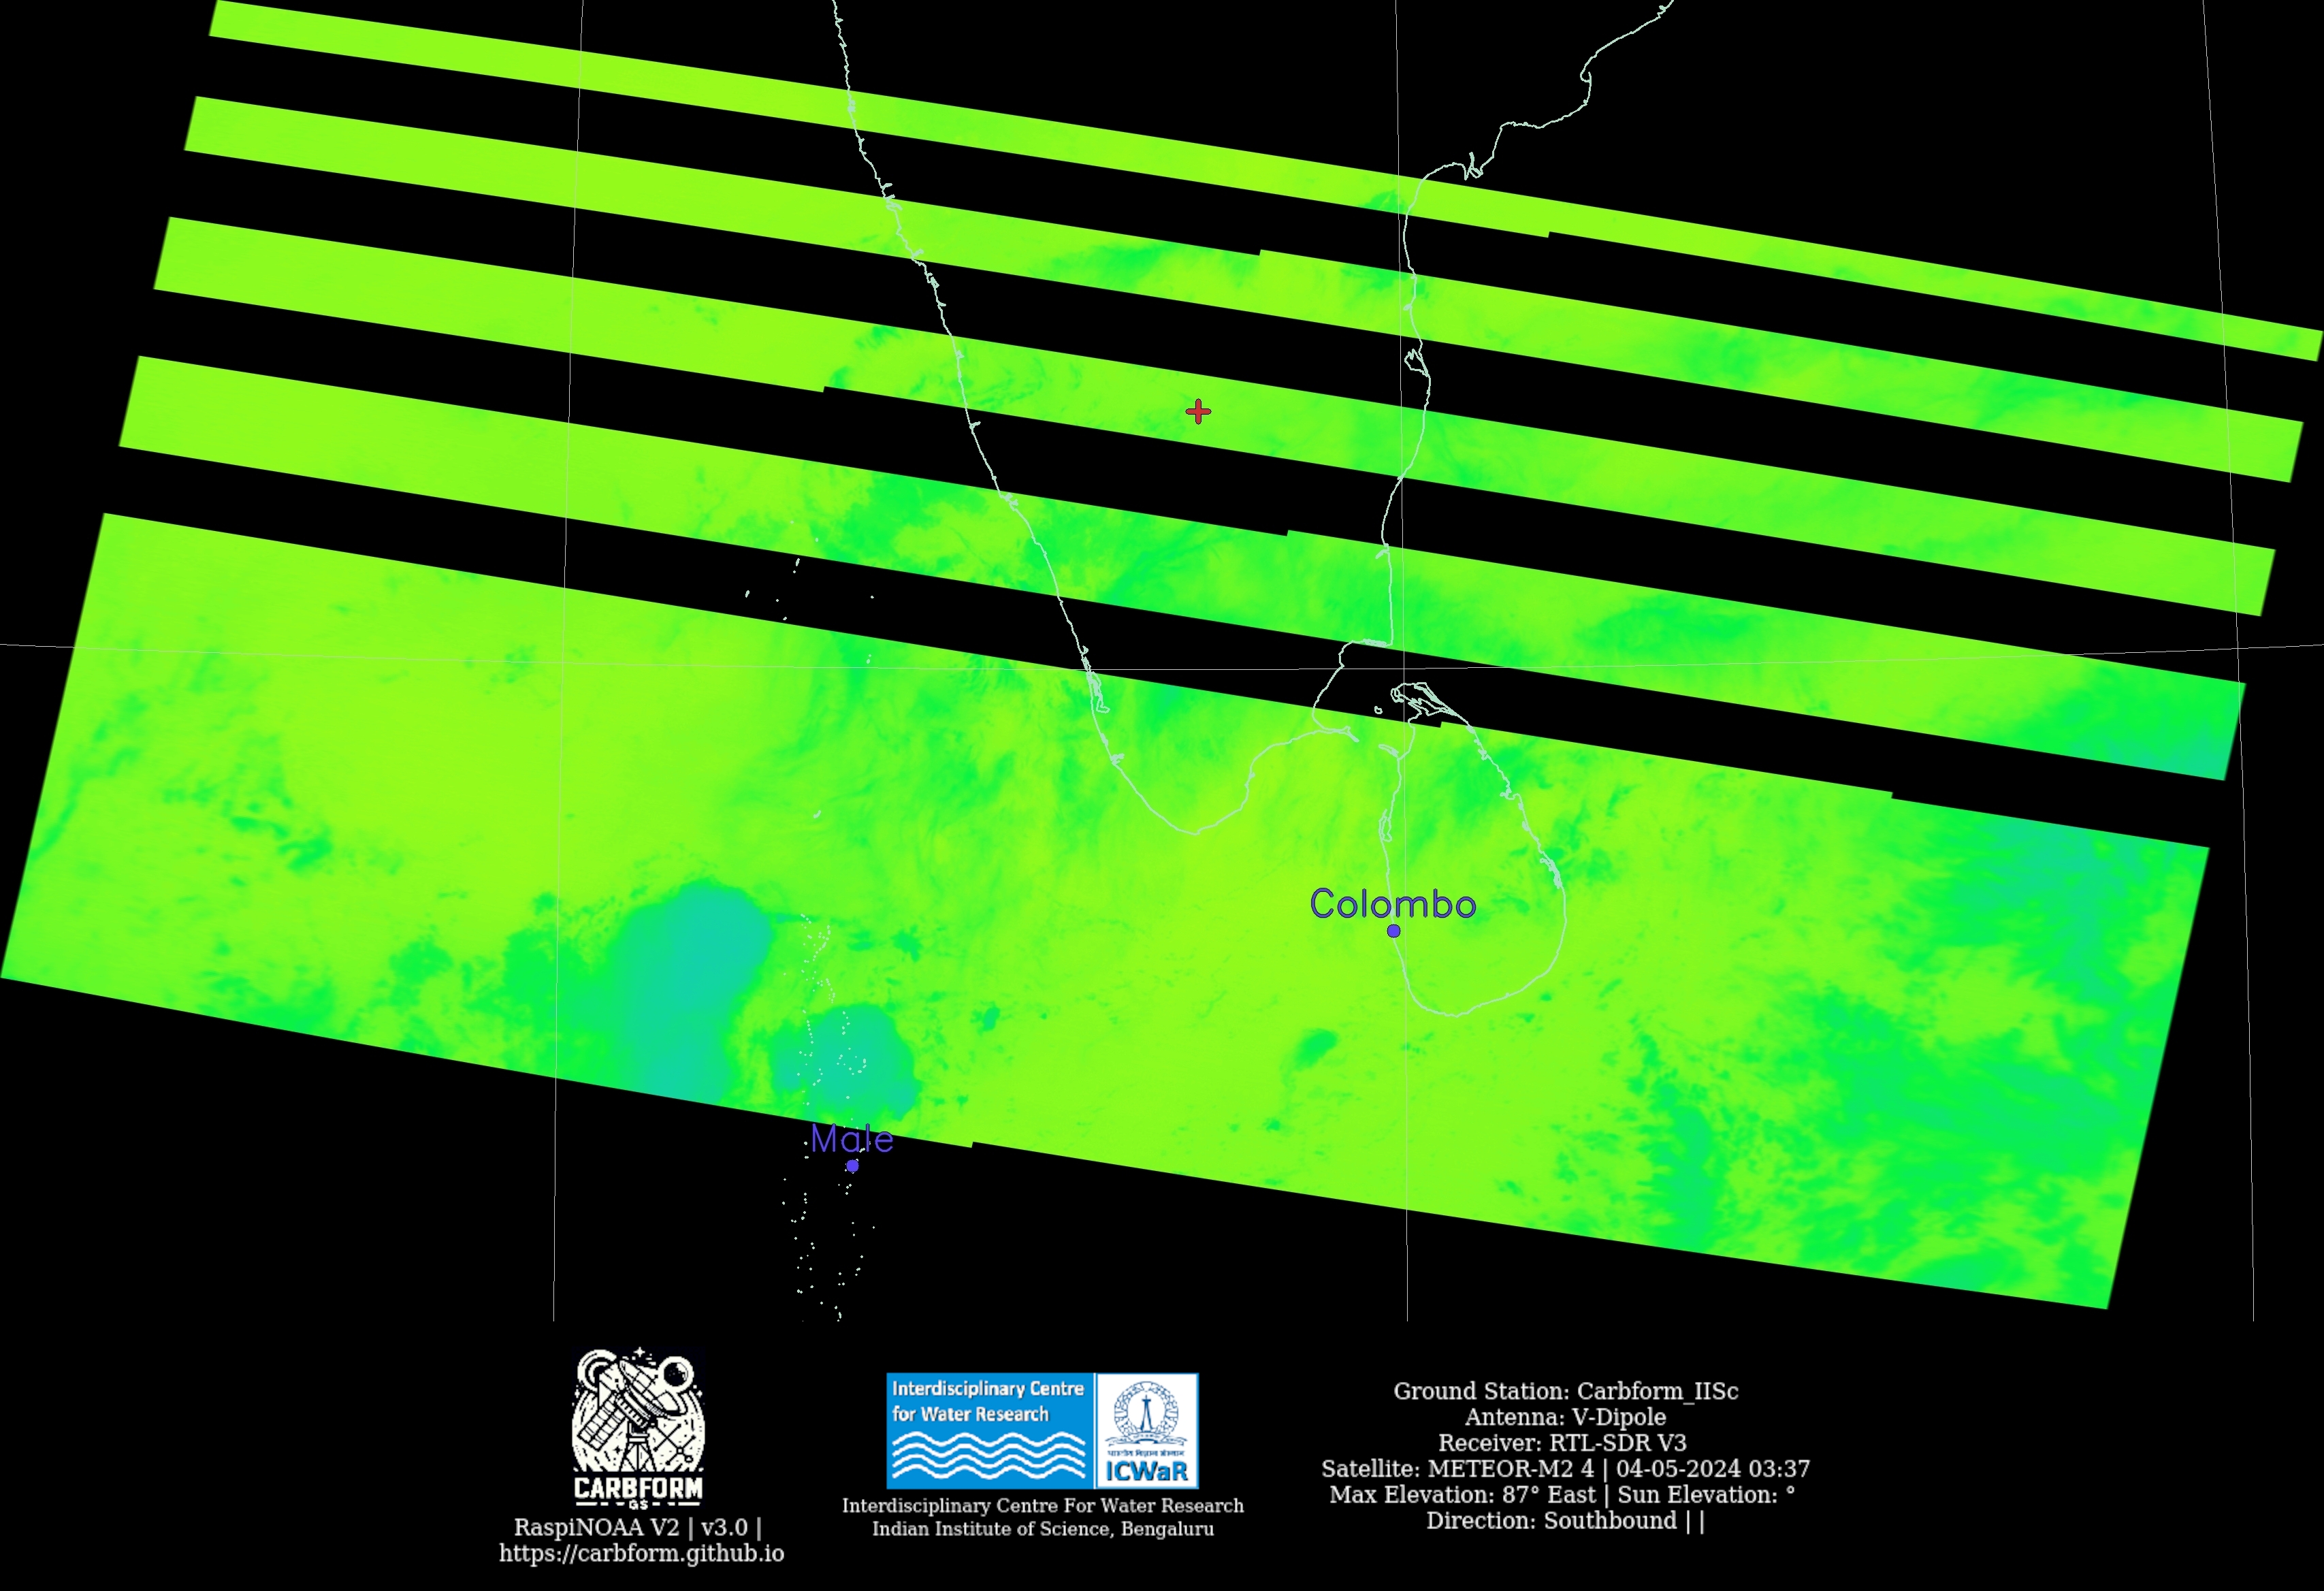 Colombo
Male
CARBFORM
GS
RaspiNOAA V2 | v3.0 |
https://carbform.github.io
Interdisciplinary Centre
for Water Research
ICWaR
Interdisciplinary Centre For Water Research
Indian Institute of Science, Bengaluru
Ground Station: Carbform_IISc
Antenna: V-Dipole
Receiver: RTL-SDR V3
Satellite: METEOR-M2 4 | 04-05-2024 03:37
Max Elevation: 87° East | Sun Elevation: °
Direction: Southbound | |